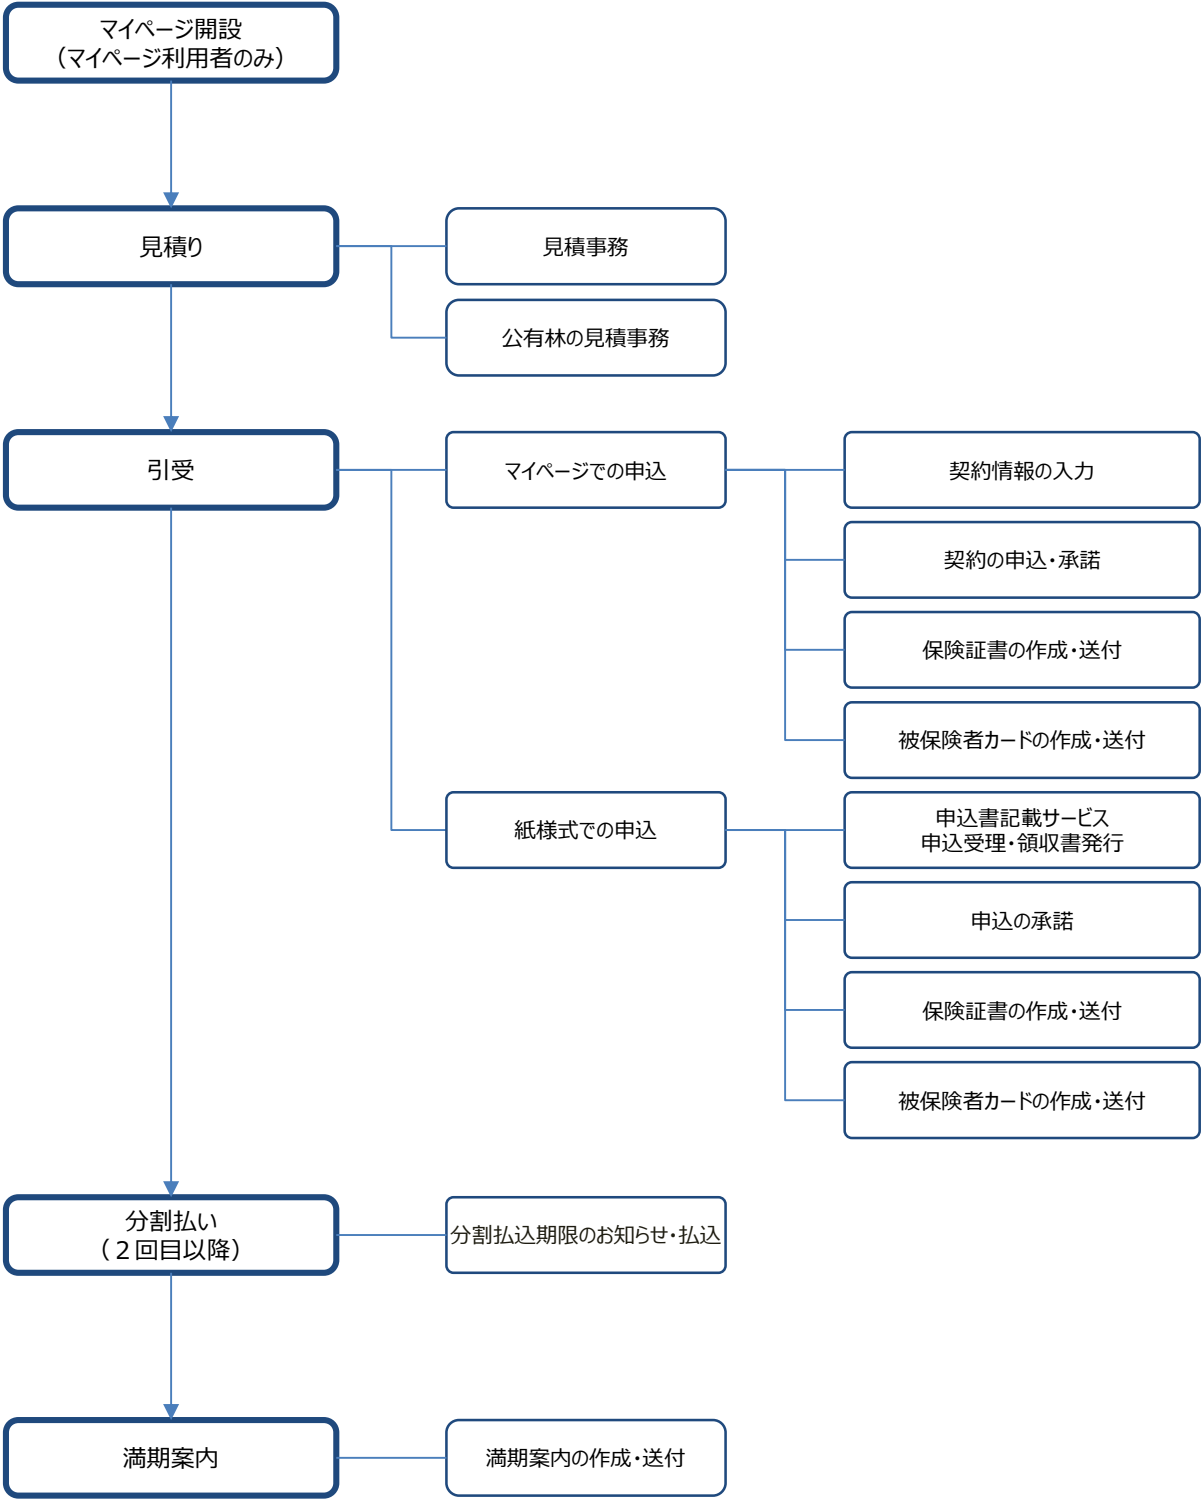 マイページ開設
（マイページ利用者のみ）
見積り
見積事務
公有林の見積事務
引受
マイページでの申込
契約情報の入力
契約の申込・承諾
保険証書の作成・送付
被保険者カードの作成・送付
紙様式での申込
申込書記載サービス
申込受理・領収書発行
申込の承諾
保険証書の作成・送付
被保険者カードの作成・送付
分割払い
（２回目以降）
分割払込期限のお知らせ・払込
満期案内
満期案内の作成・送付